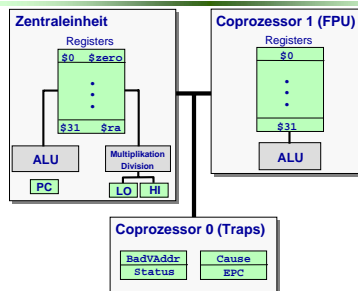 Zentraleinheit
Registers
$0 $zero
$31 $ra
ALU
Multiplikation
Division
PC
LO HI
Coprozessor 1 (FPU)
Registers
$0
$31
ALU
Coprozessor 0 (Traps)
BadVAddr Cause
Status EPC